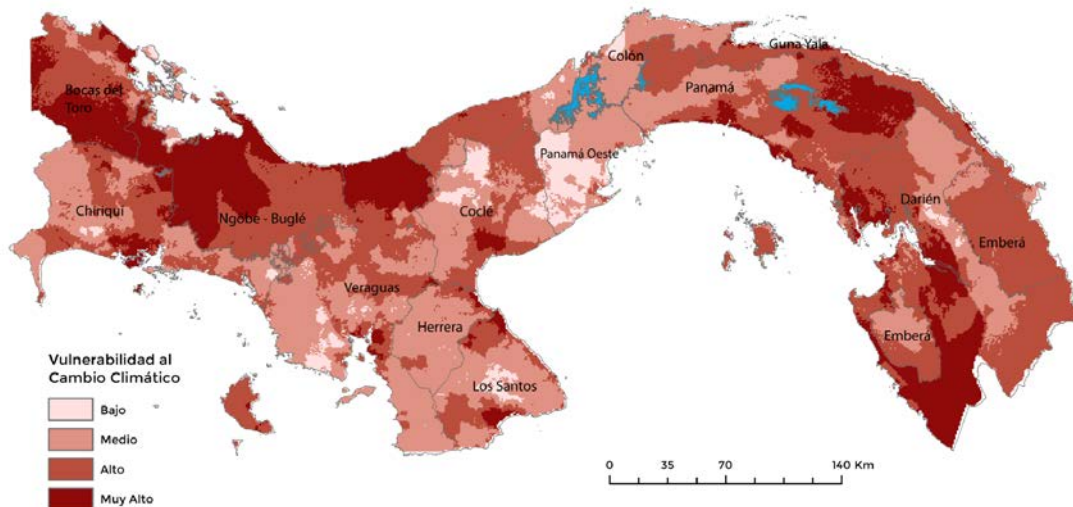 Guna Yala
Colón
Bocas del
Toro
Panamá
Panamá Oeste
Darién
Chiriquí
Ngöbe - Buglé
Coclé
Emberá
Veraguas
Herrera
Emberá
Los Santos
Vulnerabilidad al
Cambio Climático
Bajo
Medio
Alto
Muy Alto
0 35 70 140 Km